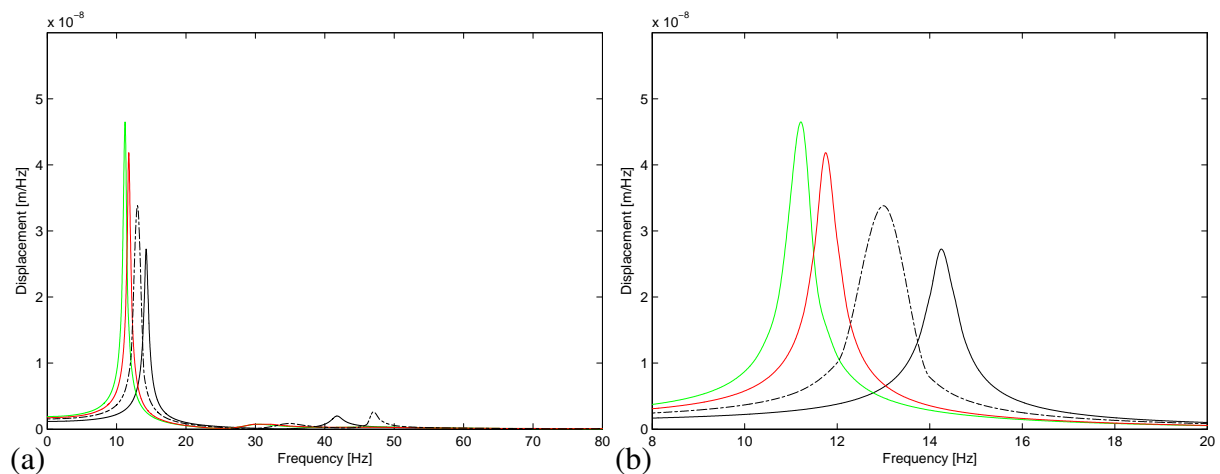 x 10⁻⁸
5
4
3
2
1
0
0 10 20 30 40 50 60 70 80
Displacement [m/Hz]
Frequency [Hz]
(a)
x 10⁻⁸
5
4
3
2
1
0
8 10 12 14 16 18 20
Displacement [m/Hz]
Frequency [Hz]
(b)